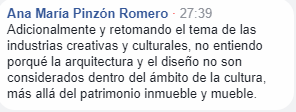 Ana María Pinzón Romero · 27:39
Adicionalmente y retomando el tema de las
industrias creativas y culturales, no entiendo
porqué la arquitectura y el diseño no son
considerados dentro del ámbito de la cultura,
más allá del patrimonio inmueble y mueble.